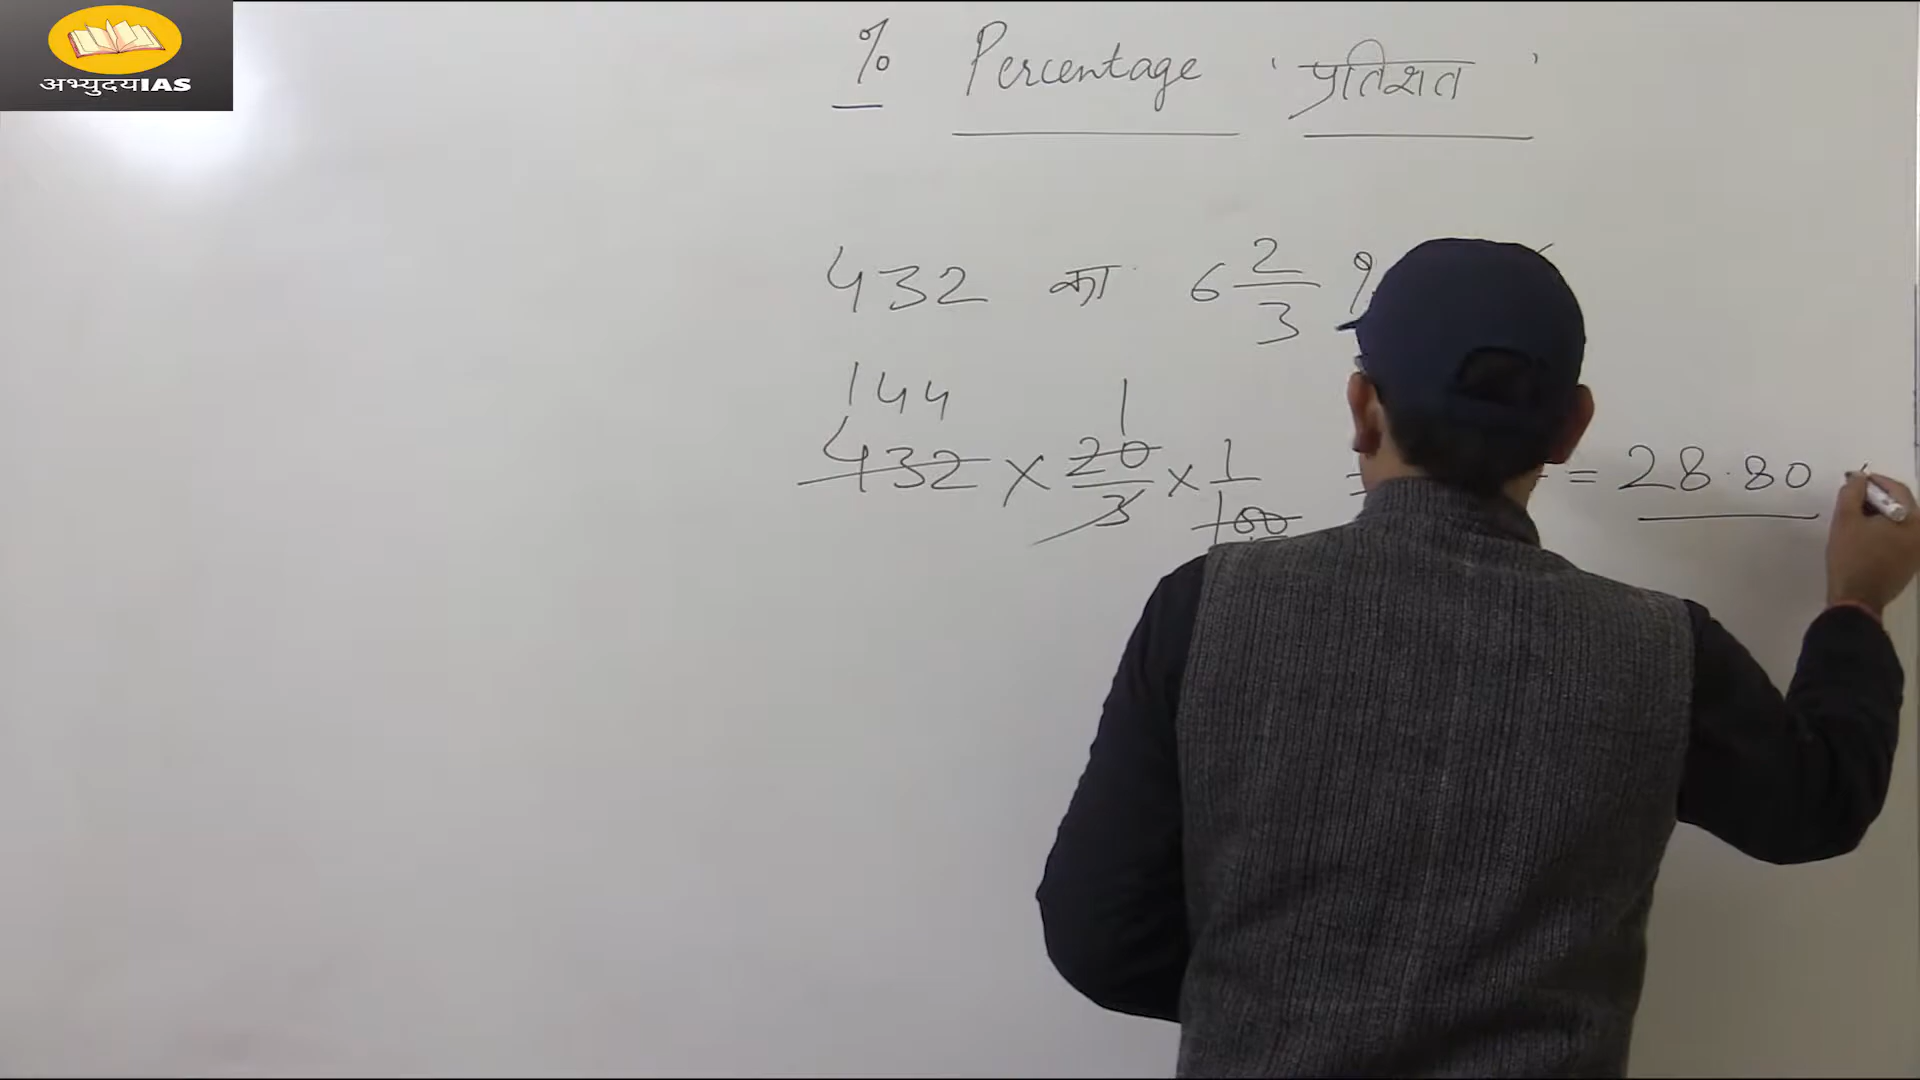 अभ्युदयIAS
% Percentage ' प्रतिशत '
432 का 6 2/3 %
144 1
432 × 20/3 × 1/100 = = 28.80